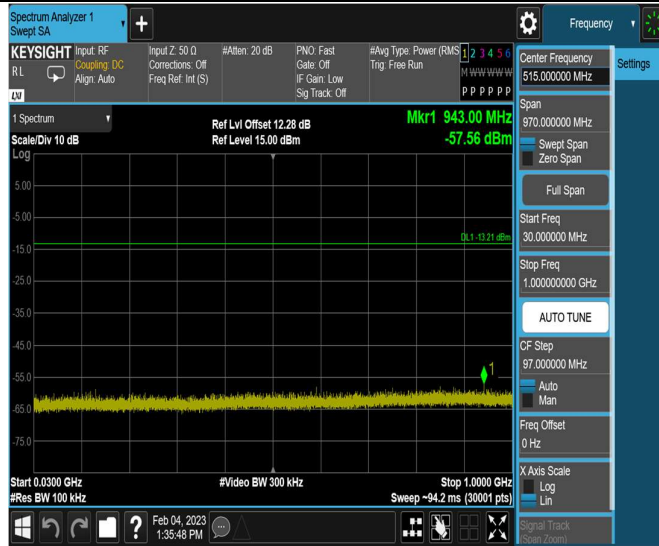 Spectrum Analyzer 1
Swept SA
+
Frequency
KEYSIGHT
RL
LXI
Input: RF
Coupling: DC
Align: Auto
Input Z: 50 Ω
Corrections: Off
Freq Ref: Int (S)
#Atten: 20 dB
PNO: Fast
Gate: Off
IF Gain: Low
Sig Track: Off
#Avg Type: Power (RMS
Trig: Free Run
1 2 3 4 5 6
M W W W W W
P P P P P P
Center Frequency
515.000000 MHz
Settings
Span
970.000000 MHz
Swept Span
Zero Span
Full Span
Start Freq
30.000000 MHz
Stop Freq
1.000000000 GHz
AUTO TUNE
CF Step
97.000000 MHz
Auto
Man
Freq Offset
0 Hz
X Axis Scale
Log
Lin
Signal Track
(Span Zoom)
1 Spectrum
Scale/Div 10 dB
Log
Ref Lvl Offset 12.28 dB
Ref Level 15.00 dBm
Mkr1 943.00 MHz
-57.56 dBm
5.00
-5.00
DL1 -13.21 dBm
-15.0
-25.0
-35.0
-45.0
-55.0
1
-65.0
-75.0
Start 0.0300 GHz
#Video BW 300 kHz
Stop 1.0000 GHz
#Res BW 100 kHz
Sweep ~94.2 ms (30001 pts)
?
Feb 04, 2023
1:35:48 PM